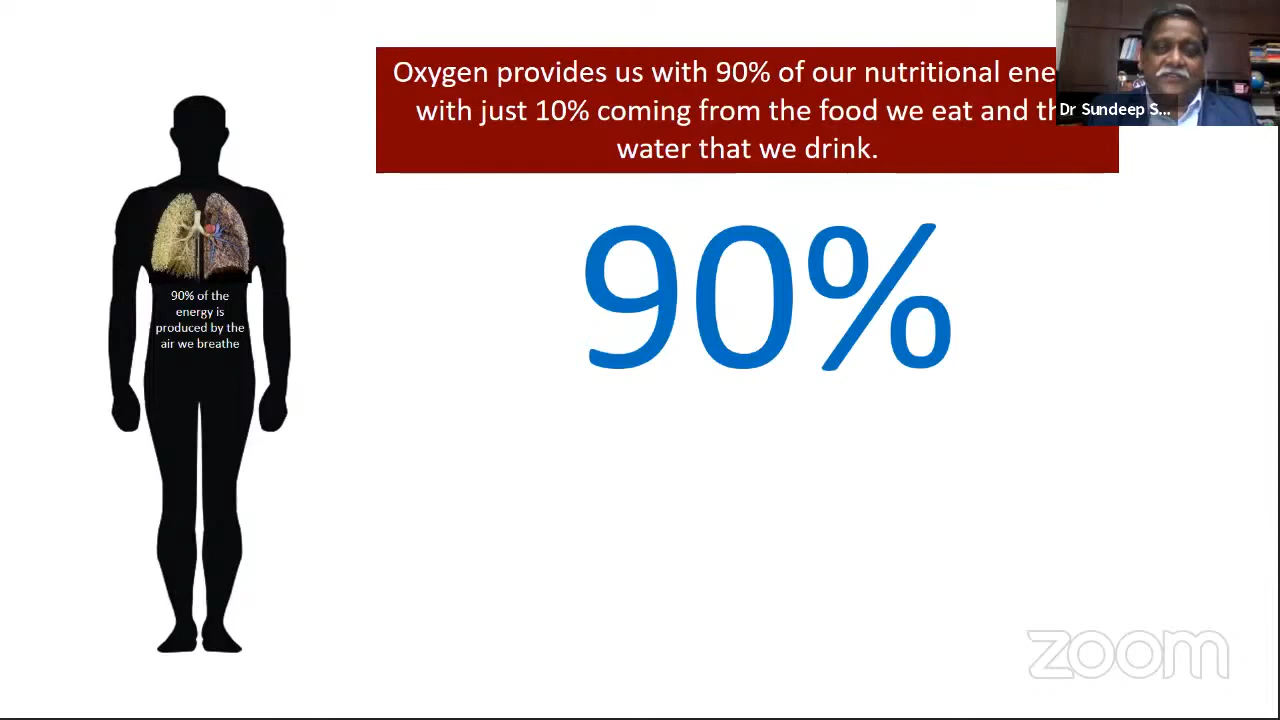 Oxygen provides us with 90% of our nutritional ene
with just 10% coming from the food we eat and th
water that we drink.
Dr Sundeep S...
90%
90% of the
energy is
produced by the
air we breathe
zoom